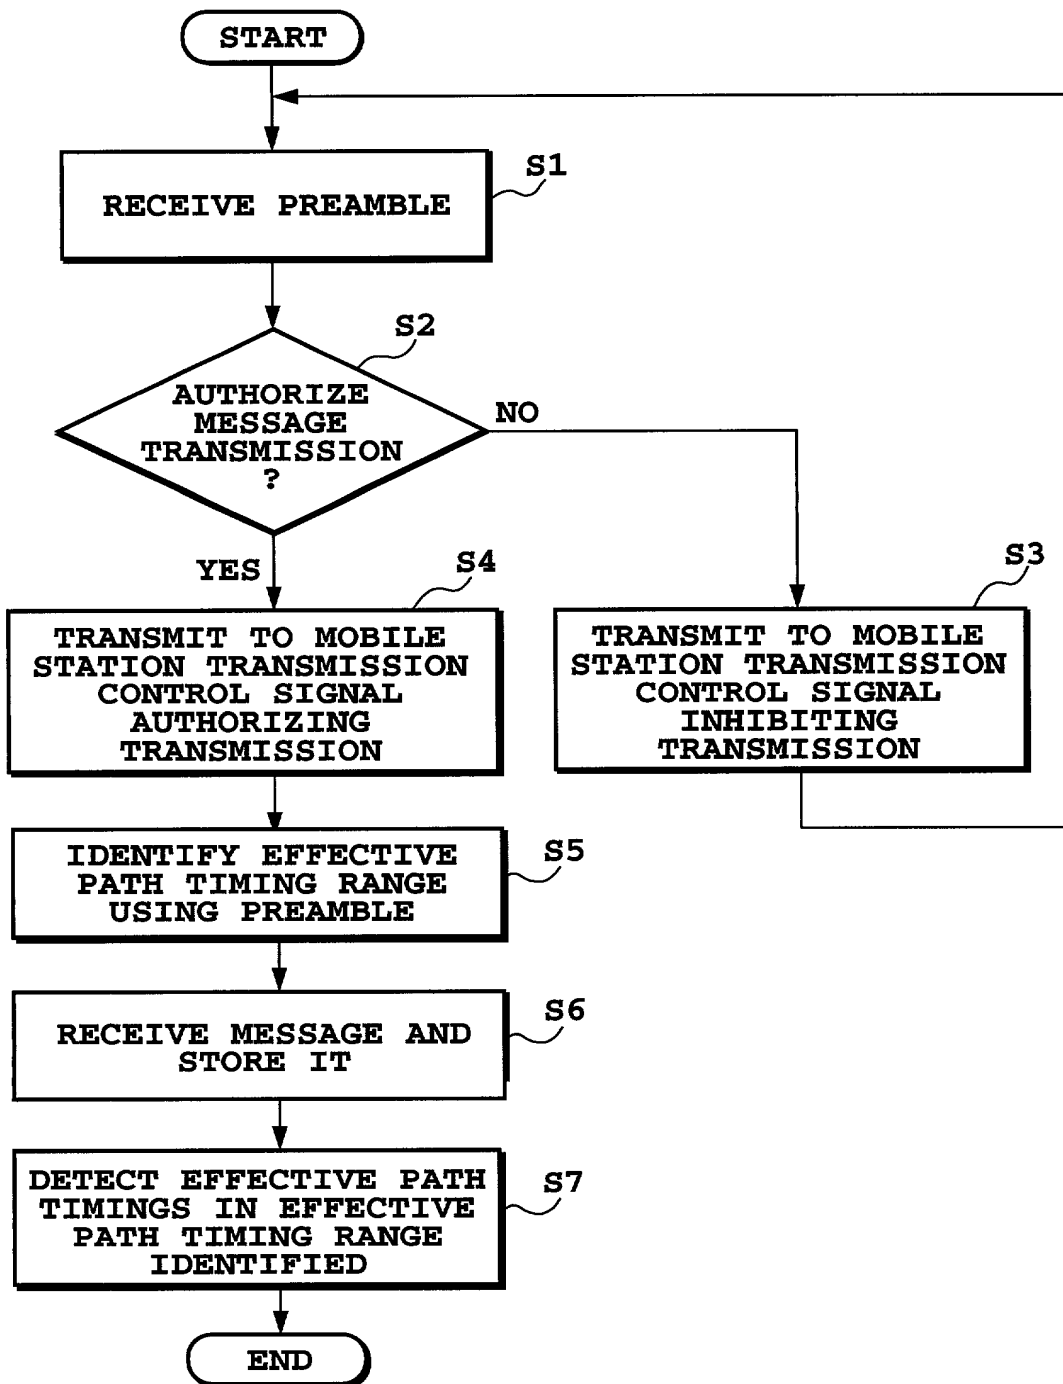 START
S1
RECEIVE PREAMBLE
S2
AUTHORIZE
MESSAGE
TRANSMISSION
?
NO
YES
S4
TRANSMIT TO MOBILE
STATION TRANSMISSION
CONTROL SIGNAL
AUTHORIZING
TRANSMISSION
S3
TRANSMIT TO MOBILE
STATION TRANSMISSION
CONTROL SIGNAL
INHIBITING
TRANSMISSION
S5
IDENTIFY EFFECTIVE
PATH TIMING RANGE
USING PREAMBLE
S6
RECEIVE MESSAGE AND
STORE IT
S7
DETECT EFFECTIVE PATH
TIMINGS IN EFFECTIVE
PATH TIMING RANGE
IDENTIFIED
END